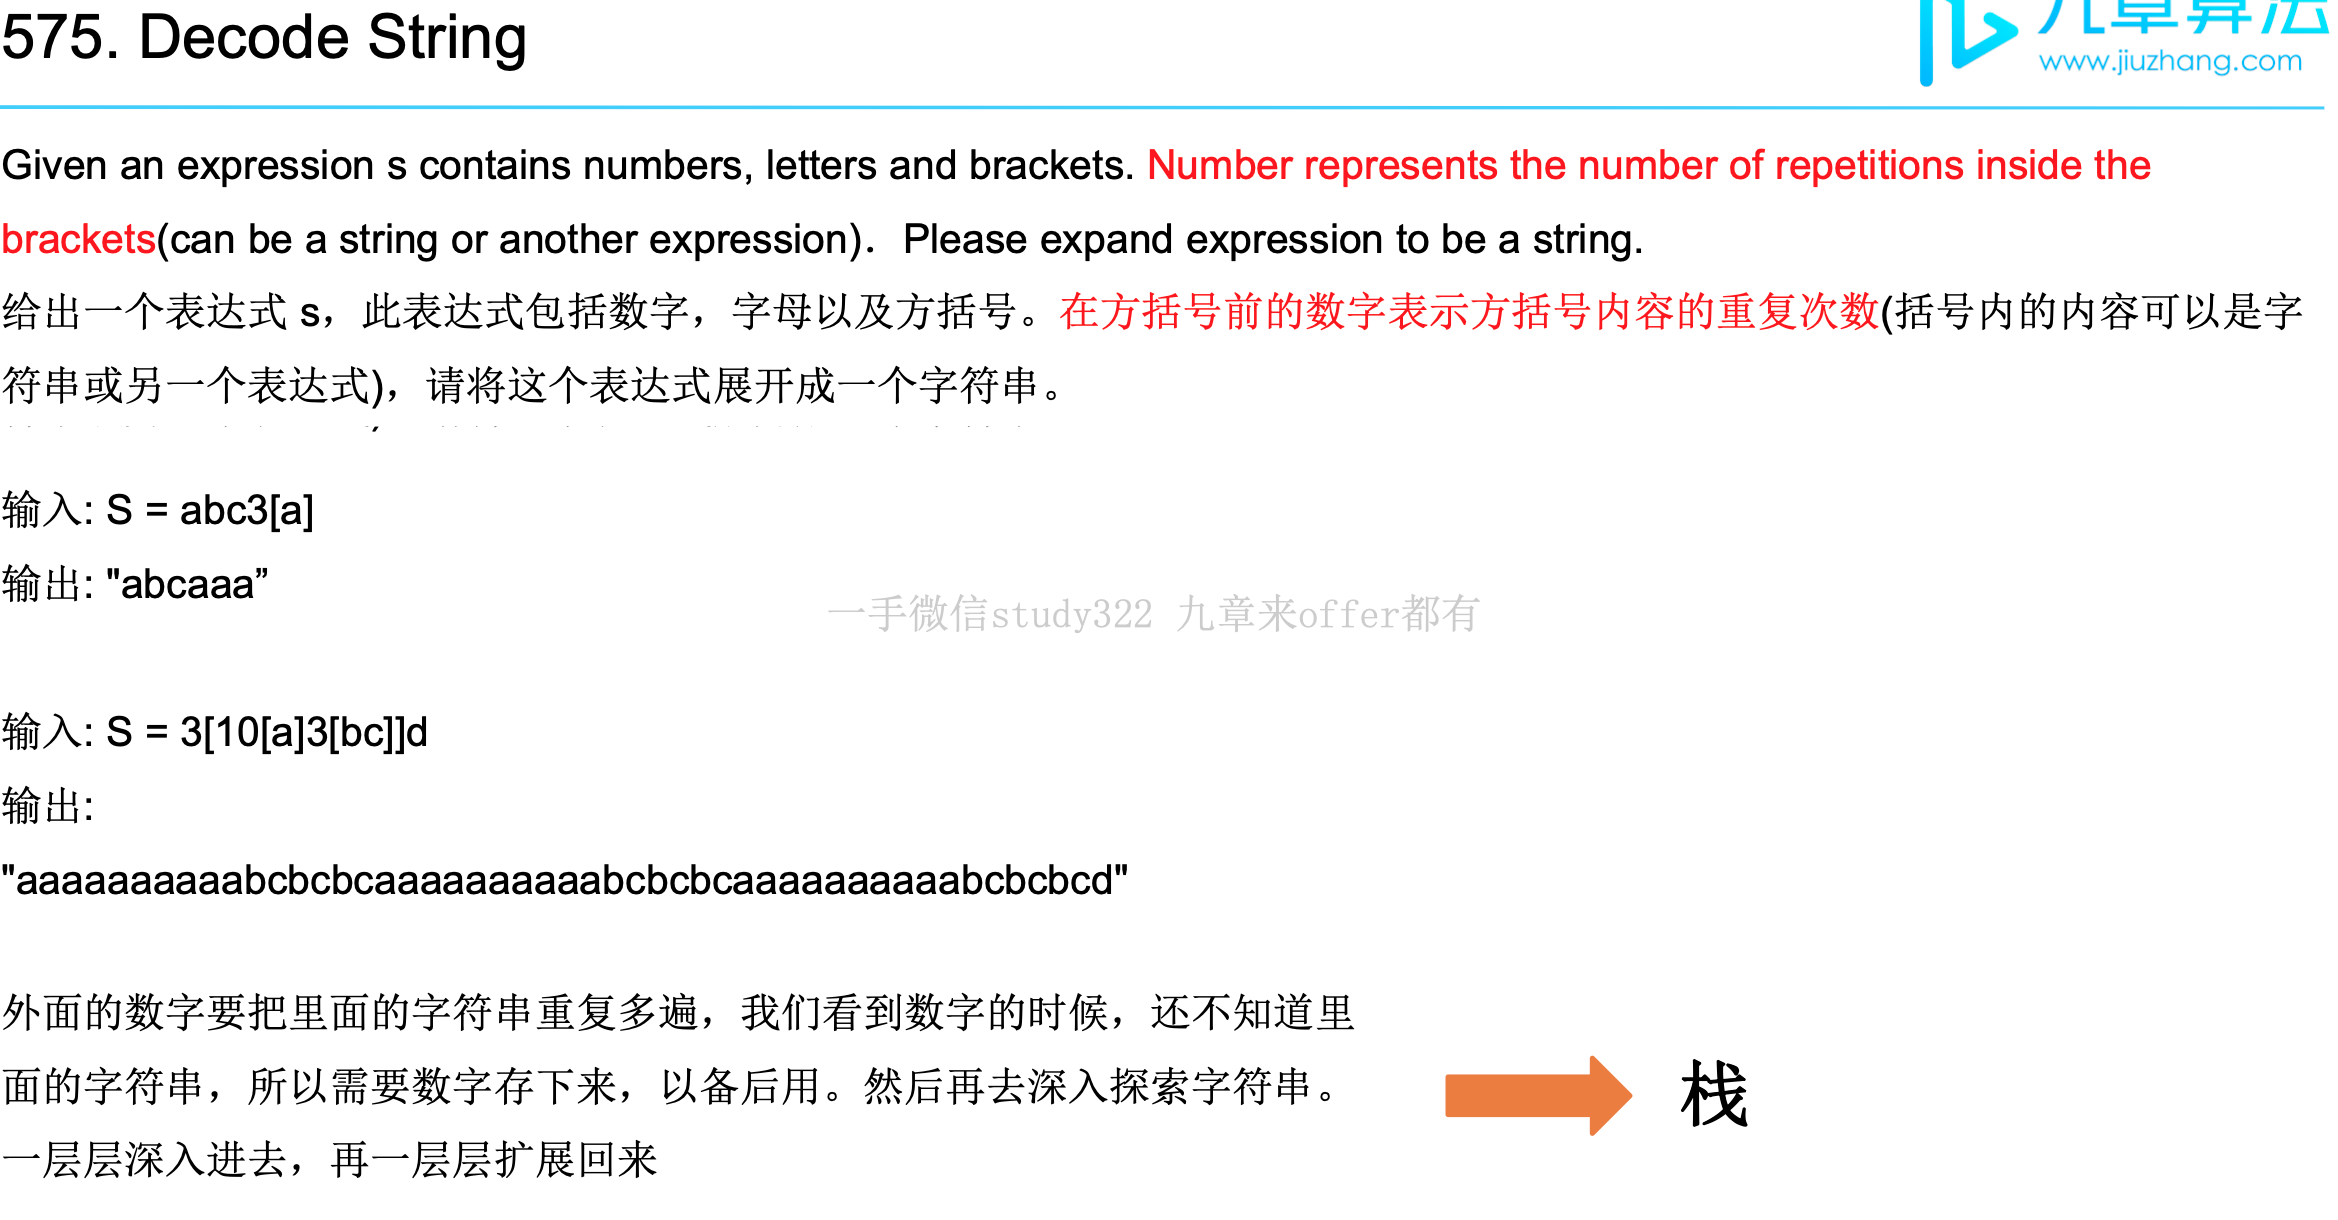 575. Decode String
九章算法
www.jiuzhang.com
Given an expression s contains numbers, letters and brackets. Number represents the number of repetitions inside the
brackets(can be a string or another expression)．Please expand expression to be a string.
给出一个表达式 s，此表达式包括数字，字母以及方括号。在方括号前的数字表示方括号内容的重复次数(括号内的内容可以是字
符串或另一个表达式)，请将这个表达式展开成一个字符串。
输入: S = abc3[a]
输出: "abcaaa”
一手微信study322 九章来offer都有
输入: S = 3[10[a]3[bc]]d
输出:
"aaaaaaaaaabcbcbcaaaaaaaaaabcbcbcaaaaaaaaaabcbcbcd"
外面的数字要把里面的字符串重复多遍，我们看到数字的时候，还不知道里
面的字符串，所以需要数字存下来，以备后用。然后再去深入探索字符串。
一层层深入进去，再一层层扩展回来
栈